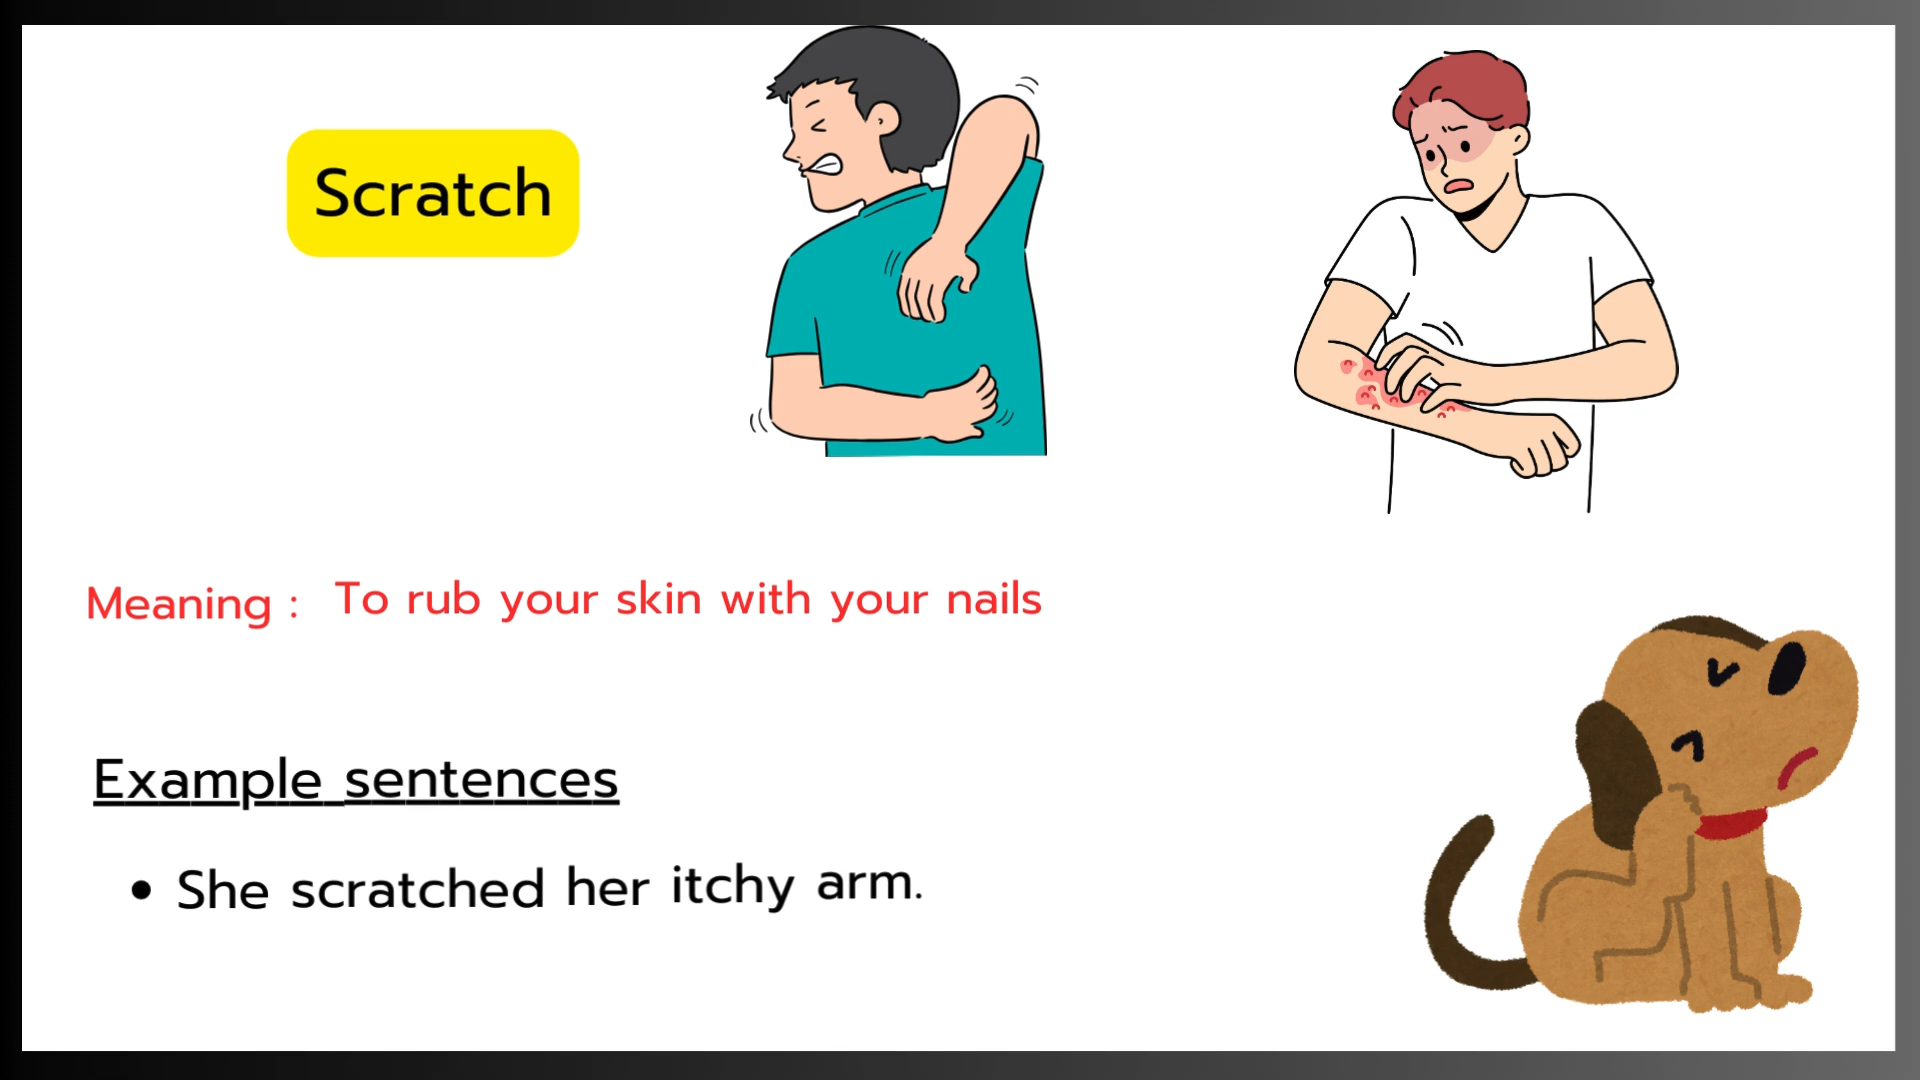 Scratch
Meaning : To rub your skin with your nails
Example sentences
• She scratched her itchy arm.